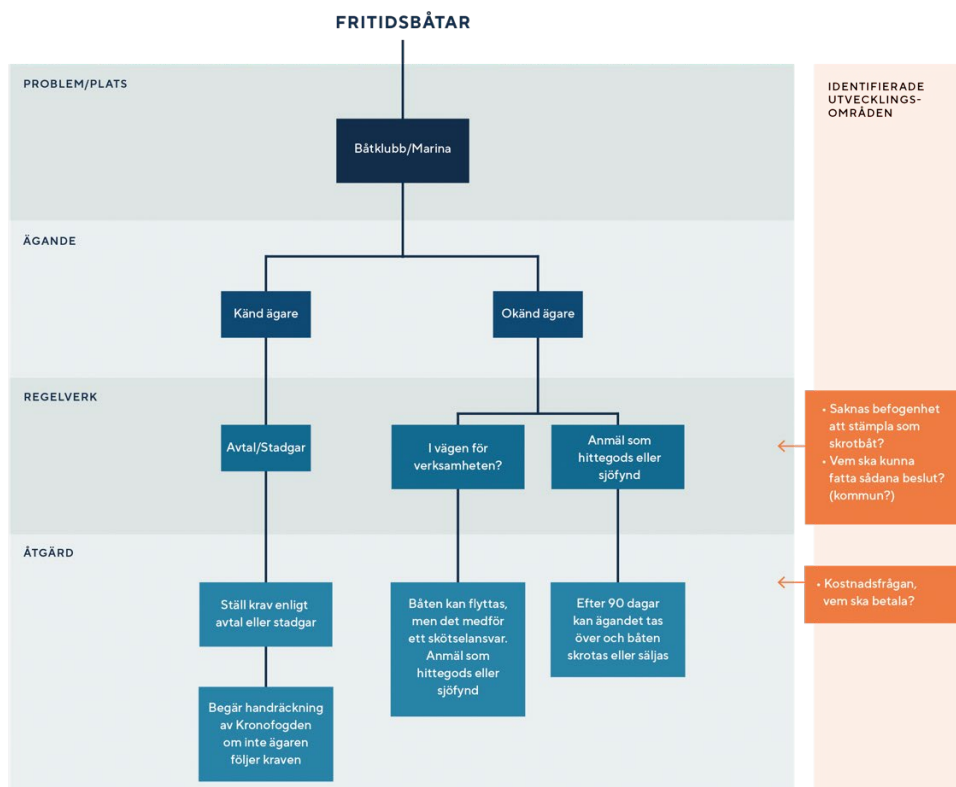 FRITIDSBÅTAR
PROBLEM/PLATS
IDENTIFIERADE
UTVECKLINGS-
OMRÅDEN
Båtklubb/Marina
ÄGANDE
Känd ägare
Okänd ägare
REGELVERK
Avtal/Stadgar
I vägen för
verksamheten?
Anmäl som
hittegods eller
sjöfynd
• Saknas befogenhet
att stämpla som
skrotbåt?
• Vem ska kunna
fatta sådana beslut?
(kommun?)
ÅTGÄRD
Ställ krav enligt
avtal eller stadgar
Båten kan flyttas,
men det medför
ett skötselansvar.
Anmäl som
hittegods eller
sjöfynd
Efter 90 dagar
kan ägandet tas
över och båten
skrotas eller säljas
• Kostnadsfrågan,
vem ska betala?
Begär handräckning
av Kronofogden
om inte ägaren
följer kraven